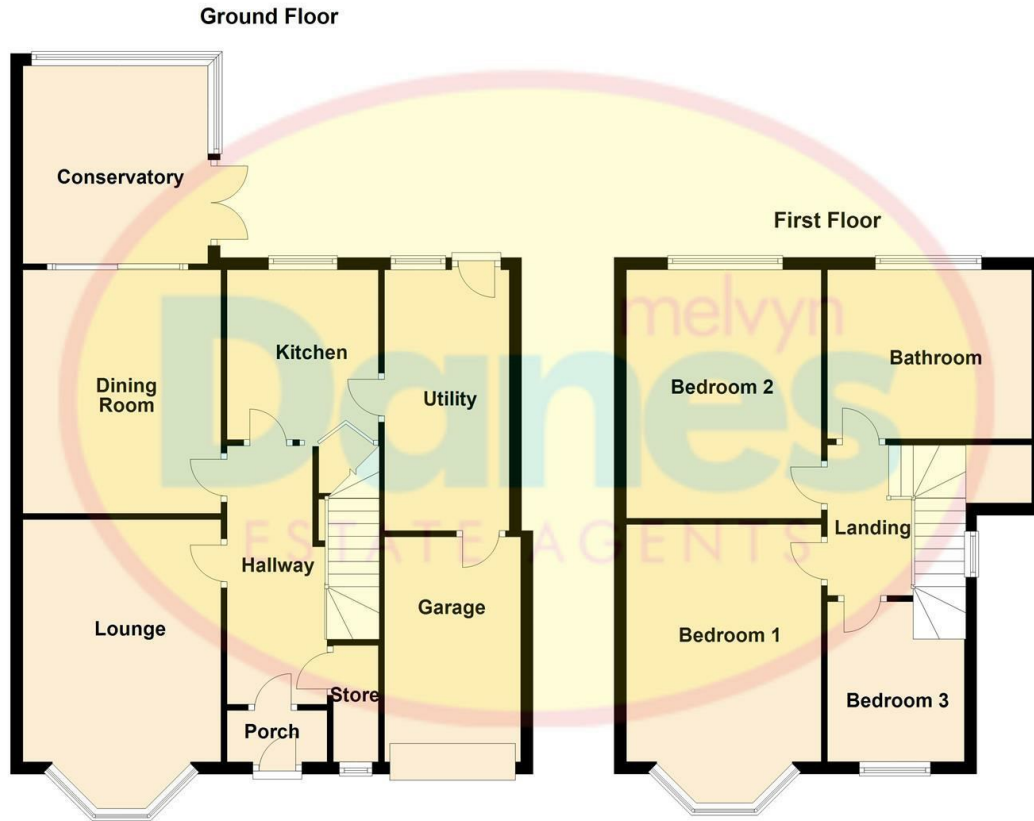 Ground Floor
Conservatory
First Floor
melvyn
Danes
ESTATE AGENTS
Kitchen
Dining
Room
Utility
Bedroom 2
Bathroom
Hallway
Landing
Lounge
Garage
Bedroom 1
Store
Porch
Bedroom 3